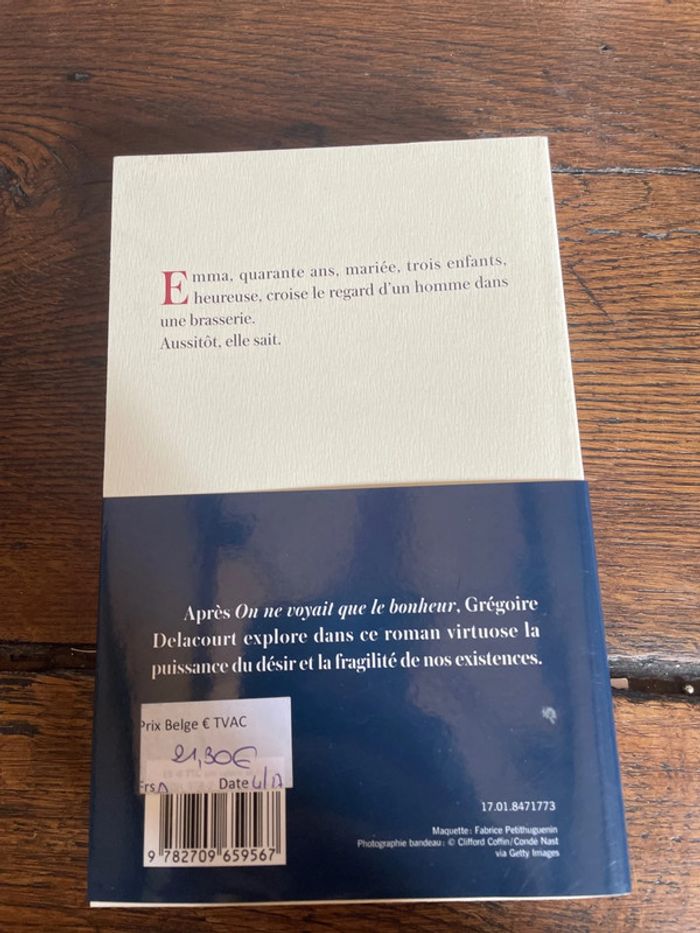 Emma, quarante ans, mariée, trois enfants,
heureuse, croise le regard d'un homme dans
une brasserie.
Aussitôt, elle sait.
Après On ne voyait que le bonheur, Grégoire
Delacourt explore dans ce roman virtuose la
puissance du désir et la fragilité de nos existences.
Prix Belge € TVAC
21,30€
Frs
Date 4/17
9 782709 659567
17.01.8471773
Maquette : Fabrice Petithuguenin
Photographie bandeau : © Clifford Coffin/Condé Nast
via Getty Images